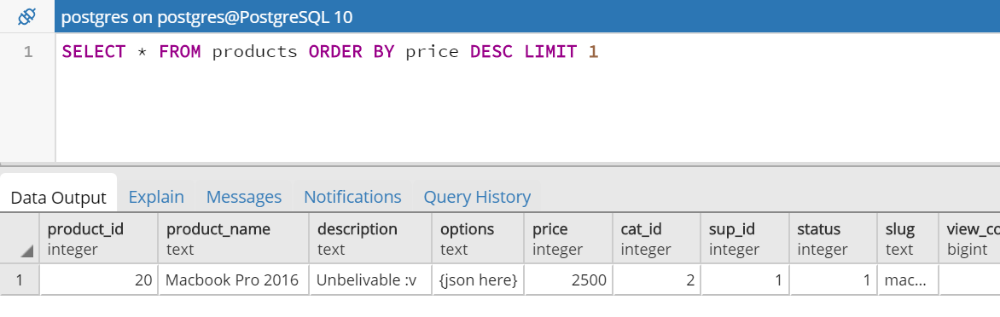 postgres on postgres@PostgreSQL 10
1 SELECT * FROM products ORDER BY price DESC LIMIT 1
Data Output Explain Messages Notifications Query History
product_id product_name description options price cat_id sup_id status slug view_co
integer text text text integer integer integer integer text bigint
1 20 Macbook Pro 2016 Unbelivable :v {json here} 2500 2 1 1 mac...